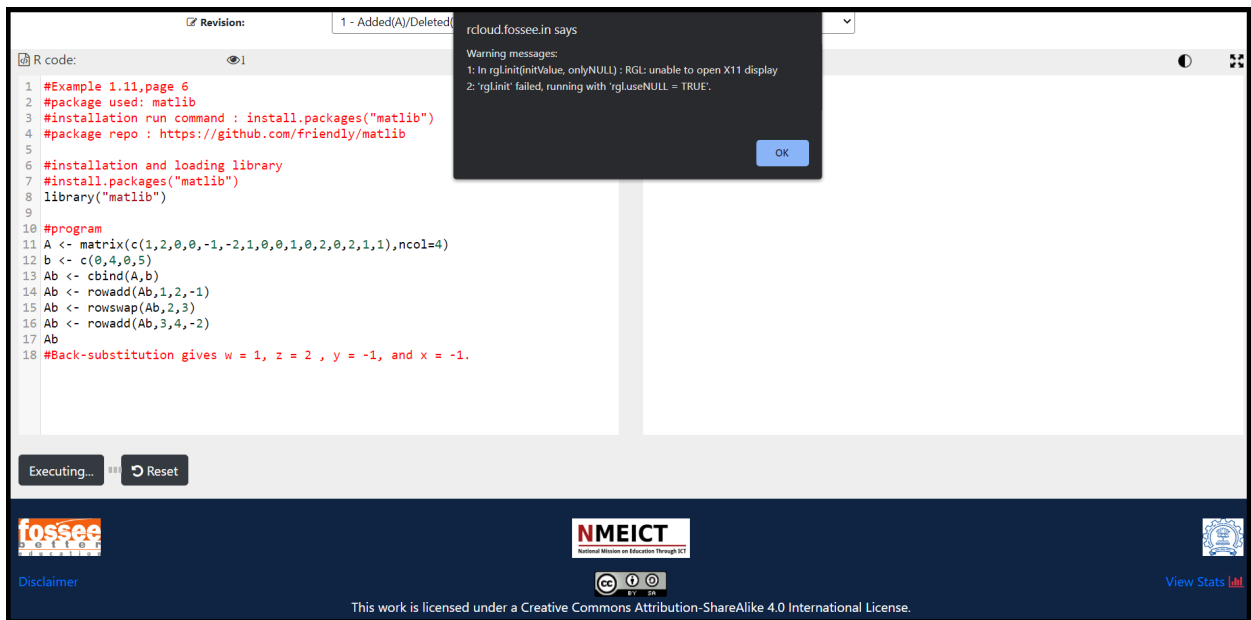 Revision:
1 - Added(A)/Deleted(
rcloud.fossee.in says
Warning messages:
1: In rgl.init(initValue, onlyNULL) : RGL: unable to open X11 display
2: 'rgl.init' failed, running with 'rgl.useNULL = TRUE'.
OK
R code:
1
1 #Example 1.11,page 6
2 #package used: matlib
3 #installation run command : install.packages("matlib")
4 #package repo : https://github.com/friendly/matlib
5
6 #installation and loading library
7 #install.packages("matlib")
8 library("matlib")
9
10 #program
11 A <- matrix(c(1,2,0,0,-1,-2,1,0,0,1,0,2,0,2,1,1),ncol=4)
12 b <- c(0,4,0,5)
13 Ab <- cbind(A,b)
14 Ab <- rowadd(Ab,1,2,-1)
15 Ab <- rowswap(Ab,2,3)
16 Ab <- rowadd(Ab,3,4,-2)
17 Ab
18 #Back-substitution gives w = 1, z = 2 , y = -1, and x = -1.
Executing...
Reset
fossee
better
education
NMEICT
National Mission on Education Through ICT
Disclaimer
cc
BY SA
View Stats
This work is licensed under a Creative Commons Attribution-ShareAlike 4.0 International License.